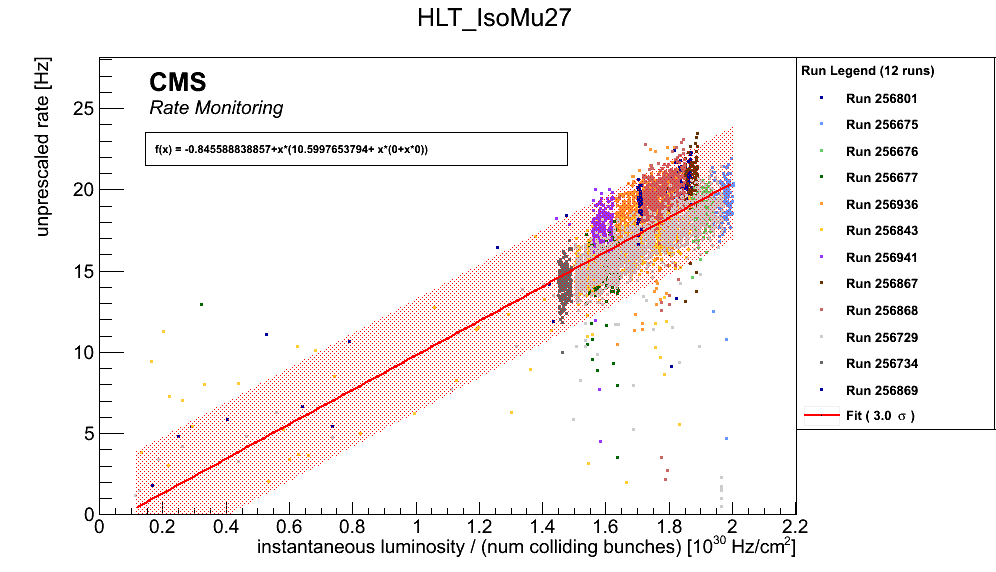 HLT_IsoMu27
unprescaled rate [Hz]
CMS
Rate Monitoring
f(x) = -0.845588838857+x*(10.5997653794+ x*(0+x*0))
25
20
15
10
5
0
0 0.2 0.4 0.6 0.8 1 1.2 1.4 1.6 1.8 2 2.2
instantaneous luminosity / (num colliding bunches) [10^30 Hz/cm^2]
Run Legend (12 runs)
Run 256801
Run 256675
Run 256676
Run 256677
Run 256936
Run 256843
Run 256941
Run 256867
Run 256868
Run 256729
Run 256734
Run 256869
Fit ( 3.0 σ )